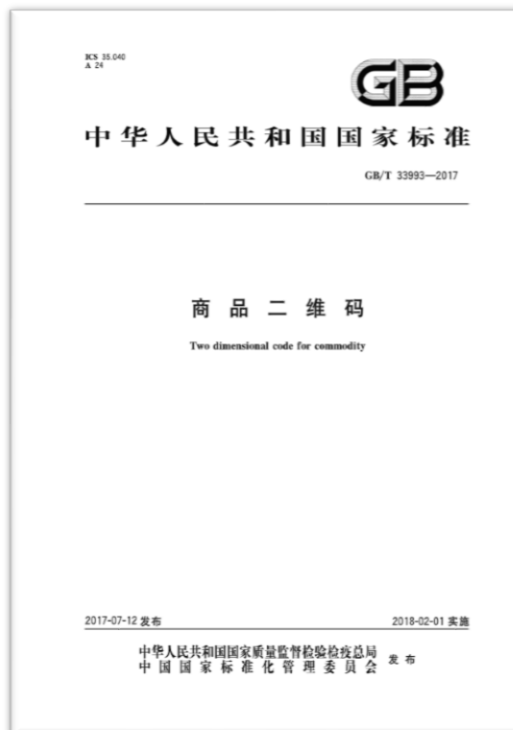 ICS 35.040
A 24
GB
中华人民共和国国家标准
GB/T 33993—2017
商品二维码
Two dimensional code for commodity
2017-07-12 发布
2018-02-01 实施
中华人民共和国国家质量监督检验检疫总局
中国国家标准化管理委员会
发布